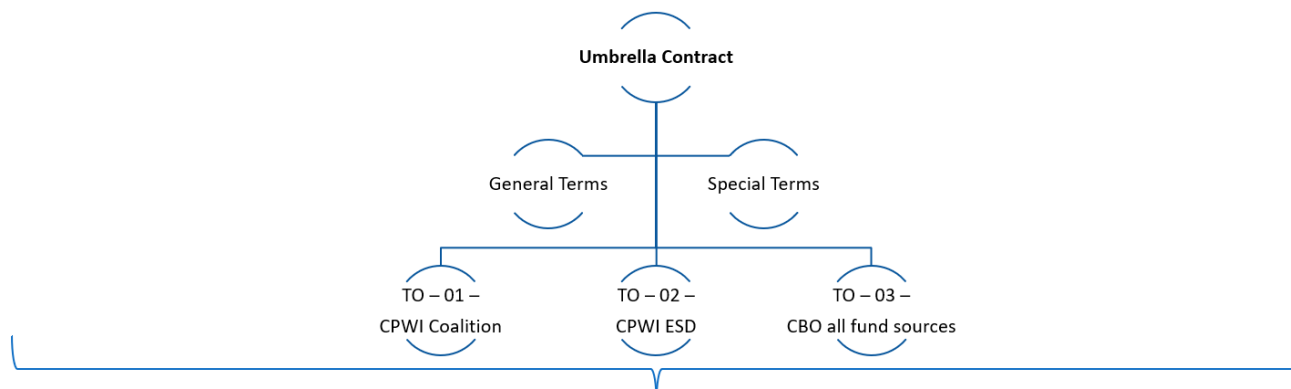 Umbrella Contract
General Terms
Special Terms
TO – 01 –
CPWI Coalition
TO – 02 –
CPWI ESD
TO – 03 –
CBO all fund sources